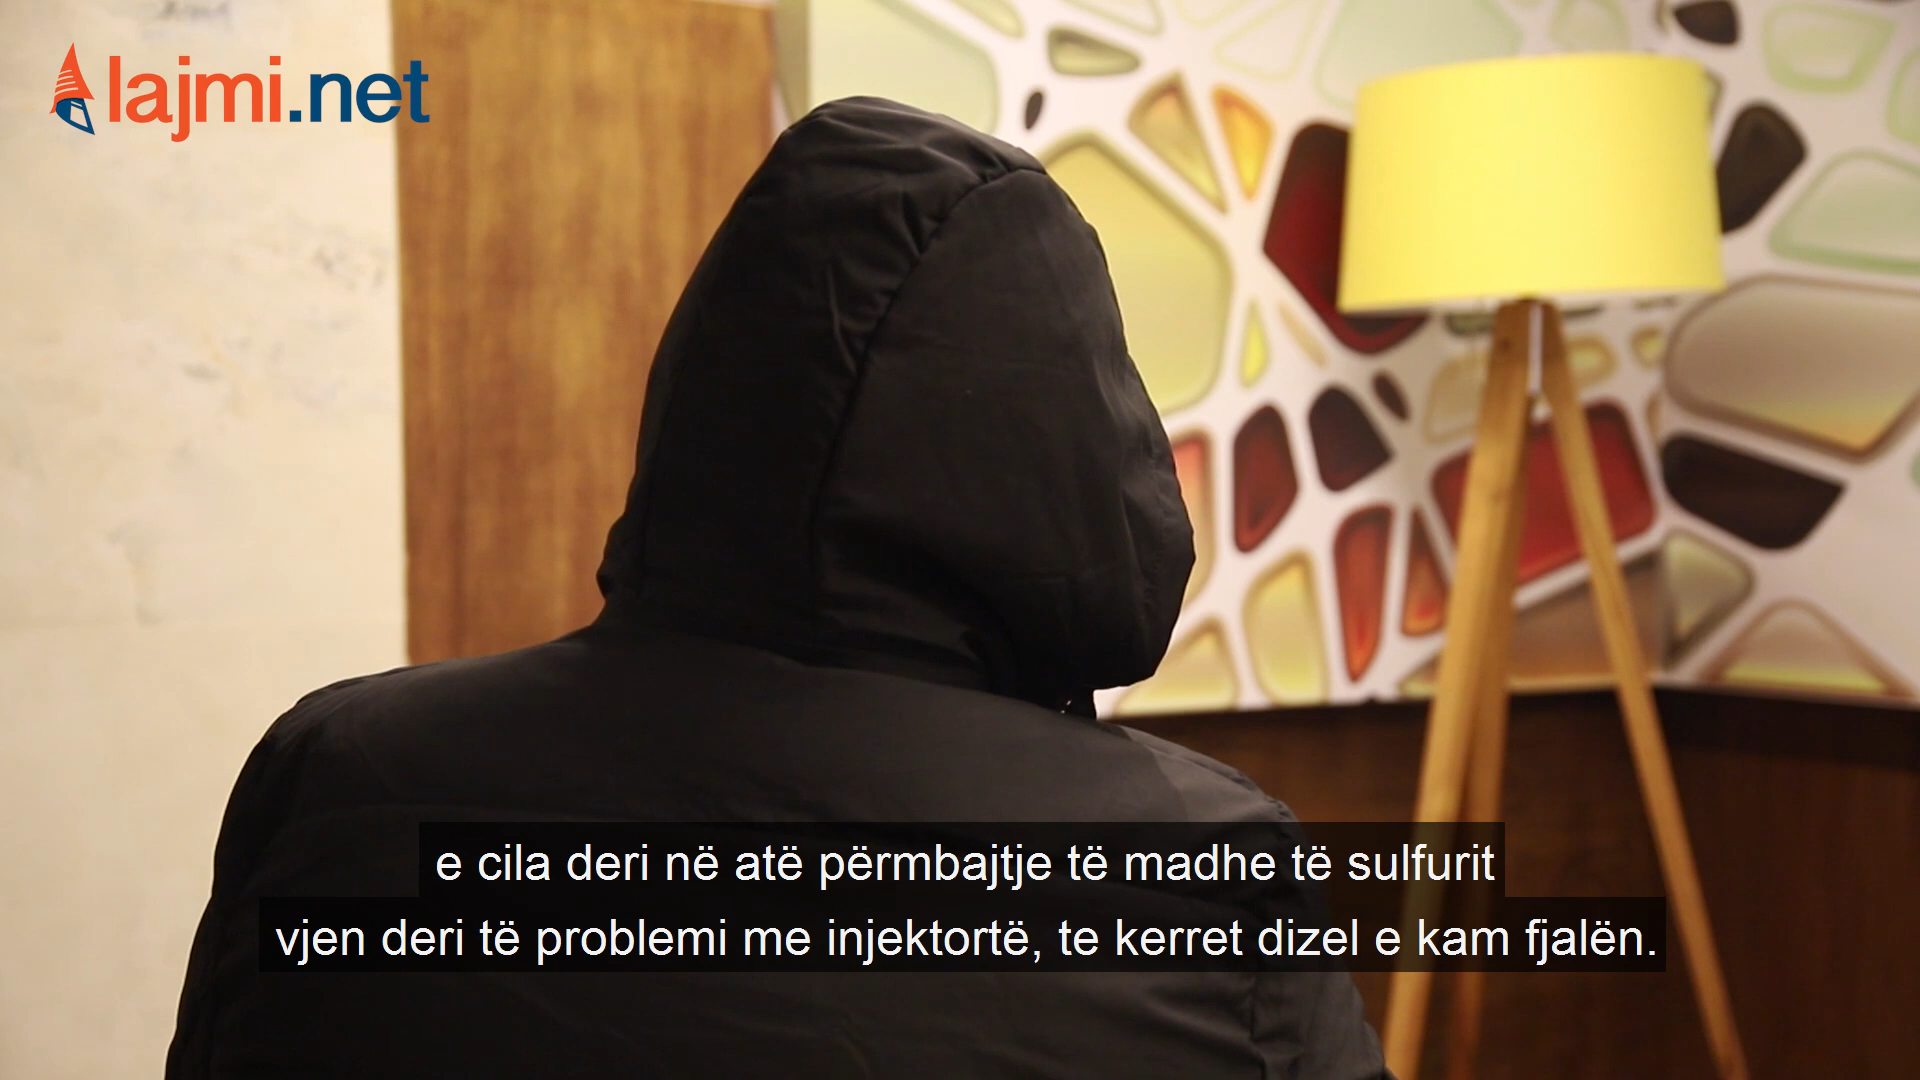 lajmi.net
e cila deri në atë përmbajtje të madhe të sulfurit
vjen deri të problemi me injektortë, te kerret dizel e kam fjalën.